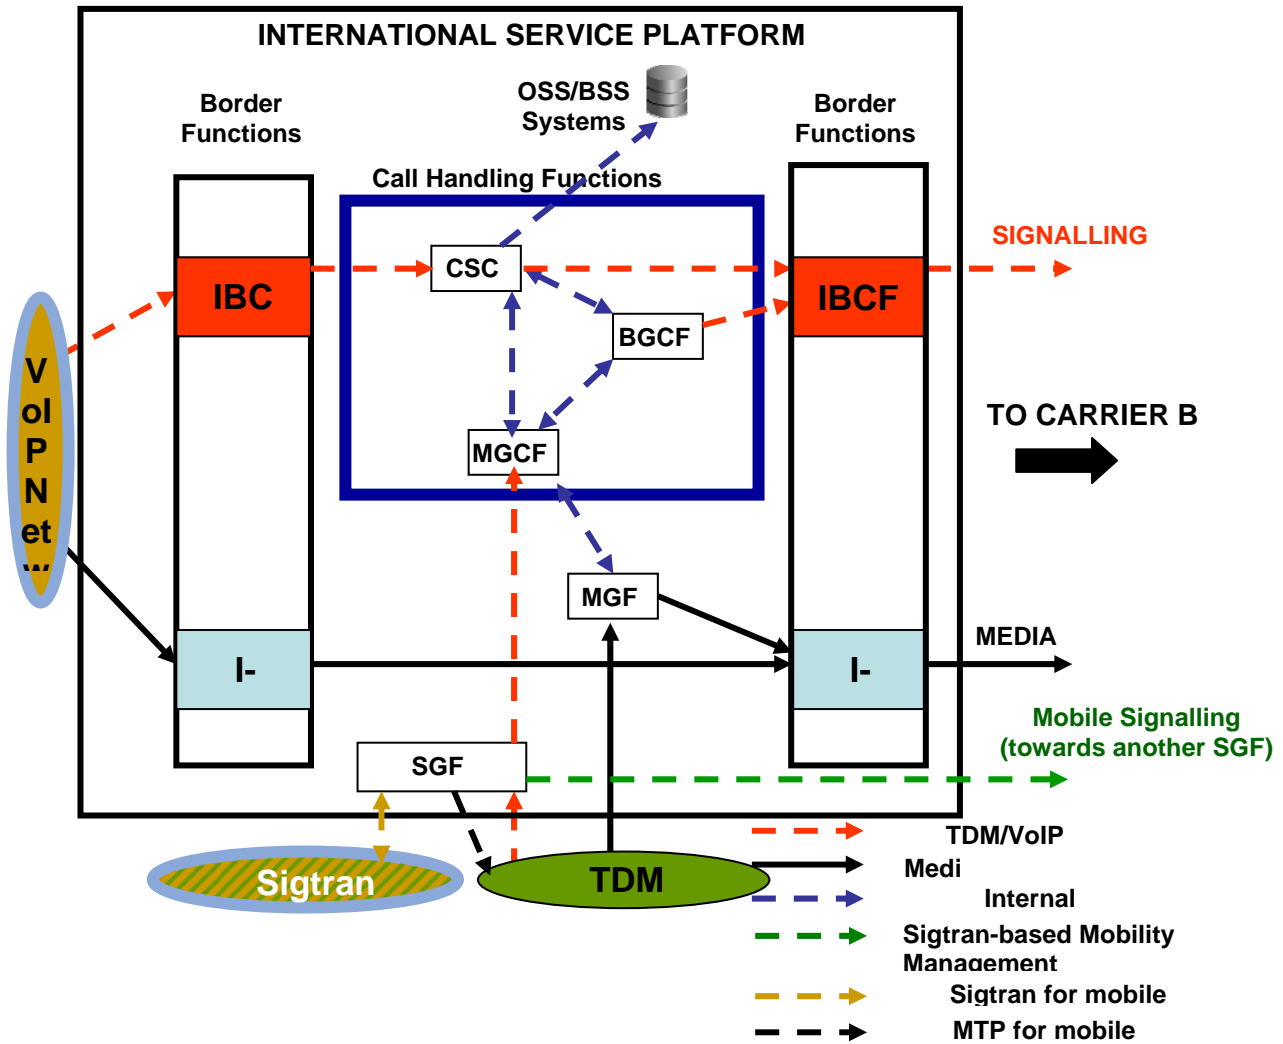 INTERNATIONAL SERVICE PLATFORM
Border
Functions
OSS/BSS
Systems
Border
Functions
Call Handling Functions
SIGNALLING
CSC
IBC
IBCF
BGCF
V
oI
P
N
et
w
TO CARRIER B
MGCF
MGF
MEDIA
I-
I-
Mobile Signalling
(towards another SGF)
SGF
TDM/VoIP
Medi
Sigtran
TDM
Internal
Sigtran-based Mobility
Management
Sigtran for mobile
MTP for mobile